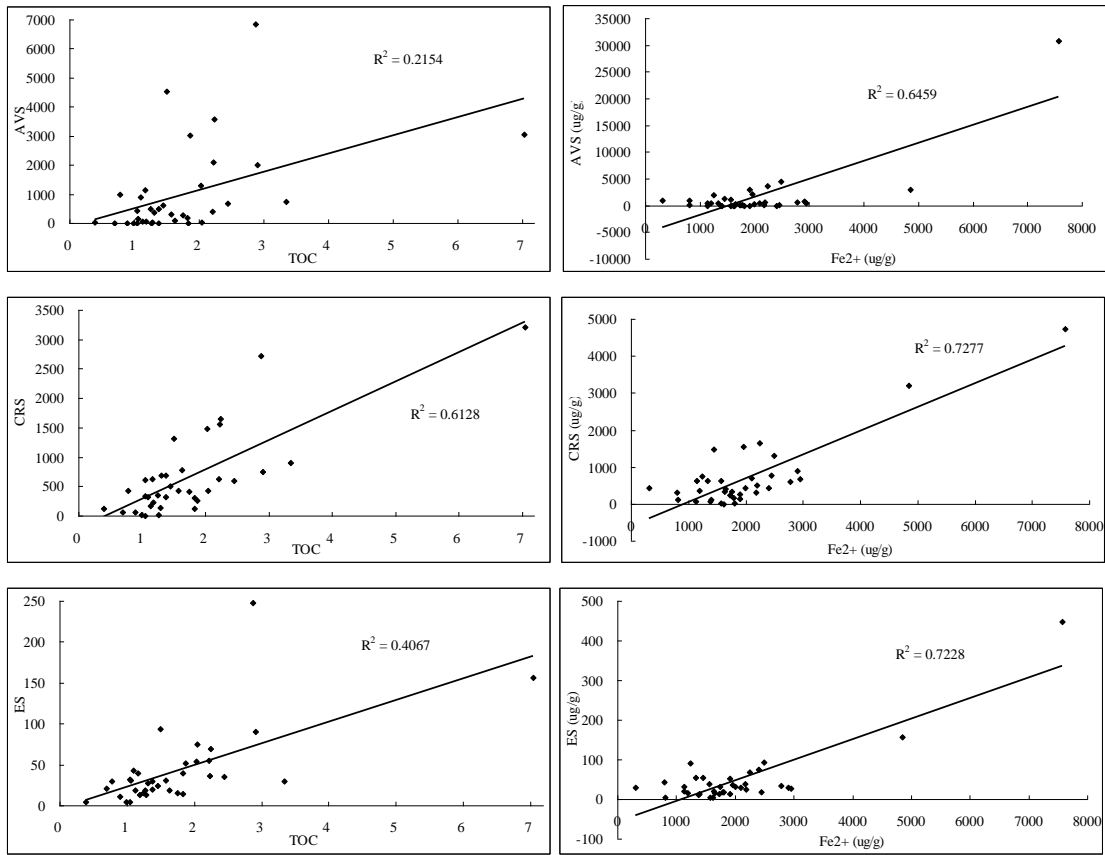 7000
6000
5000
4000
3000
2000
1000
0
AVS
R² = 0.2154
0 1 2 3 4 5 6 7
TOC
35000
30000
25000
20000
15000
10000
5000
0
-5000
-10000
AVS (ug/g)
R² = 0.6459
0 1000 2000 3000 4000 5000 6000 7000 8000
Fe2+ (ug/g)
3500
3000
2500
2000
1500
1000
500
0
CRS
R² = 0.6128
0 1 2 3 4 5 6 7
TOC
5000
4000
3000
2000
1000
0
-1000
CRS (ug/g)
R² = 0.7277
0 1000 2000 3000 4000 5000 6000 7000 8000
Fe2+ (ug/g)
250
200
150
100
50
0
ES
R² = 0.4067
0 1 2 3 4 5 6 7
TOC
500
400
300
200
100
0
-100
ES (ug/g)
R² = 0.7228
0 1000 2000 3000 4000 5000 6000 7000 8000
Fe2+ (ug/g)